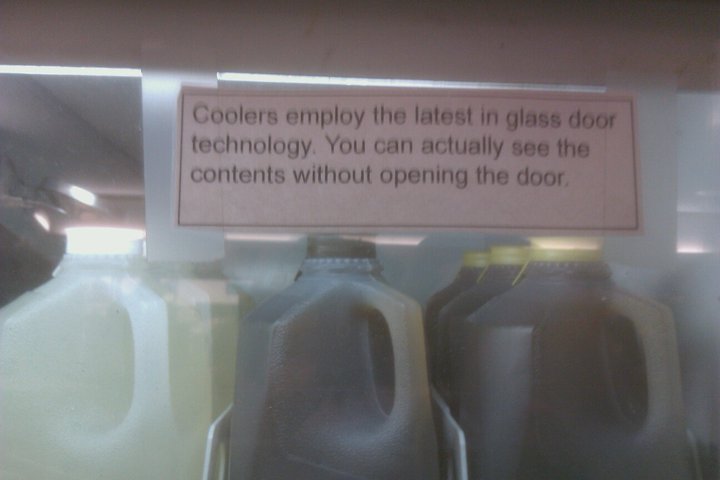 Coolers employ the latest in glass door
technology. You can actually see the
contents without opening the door.